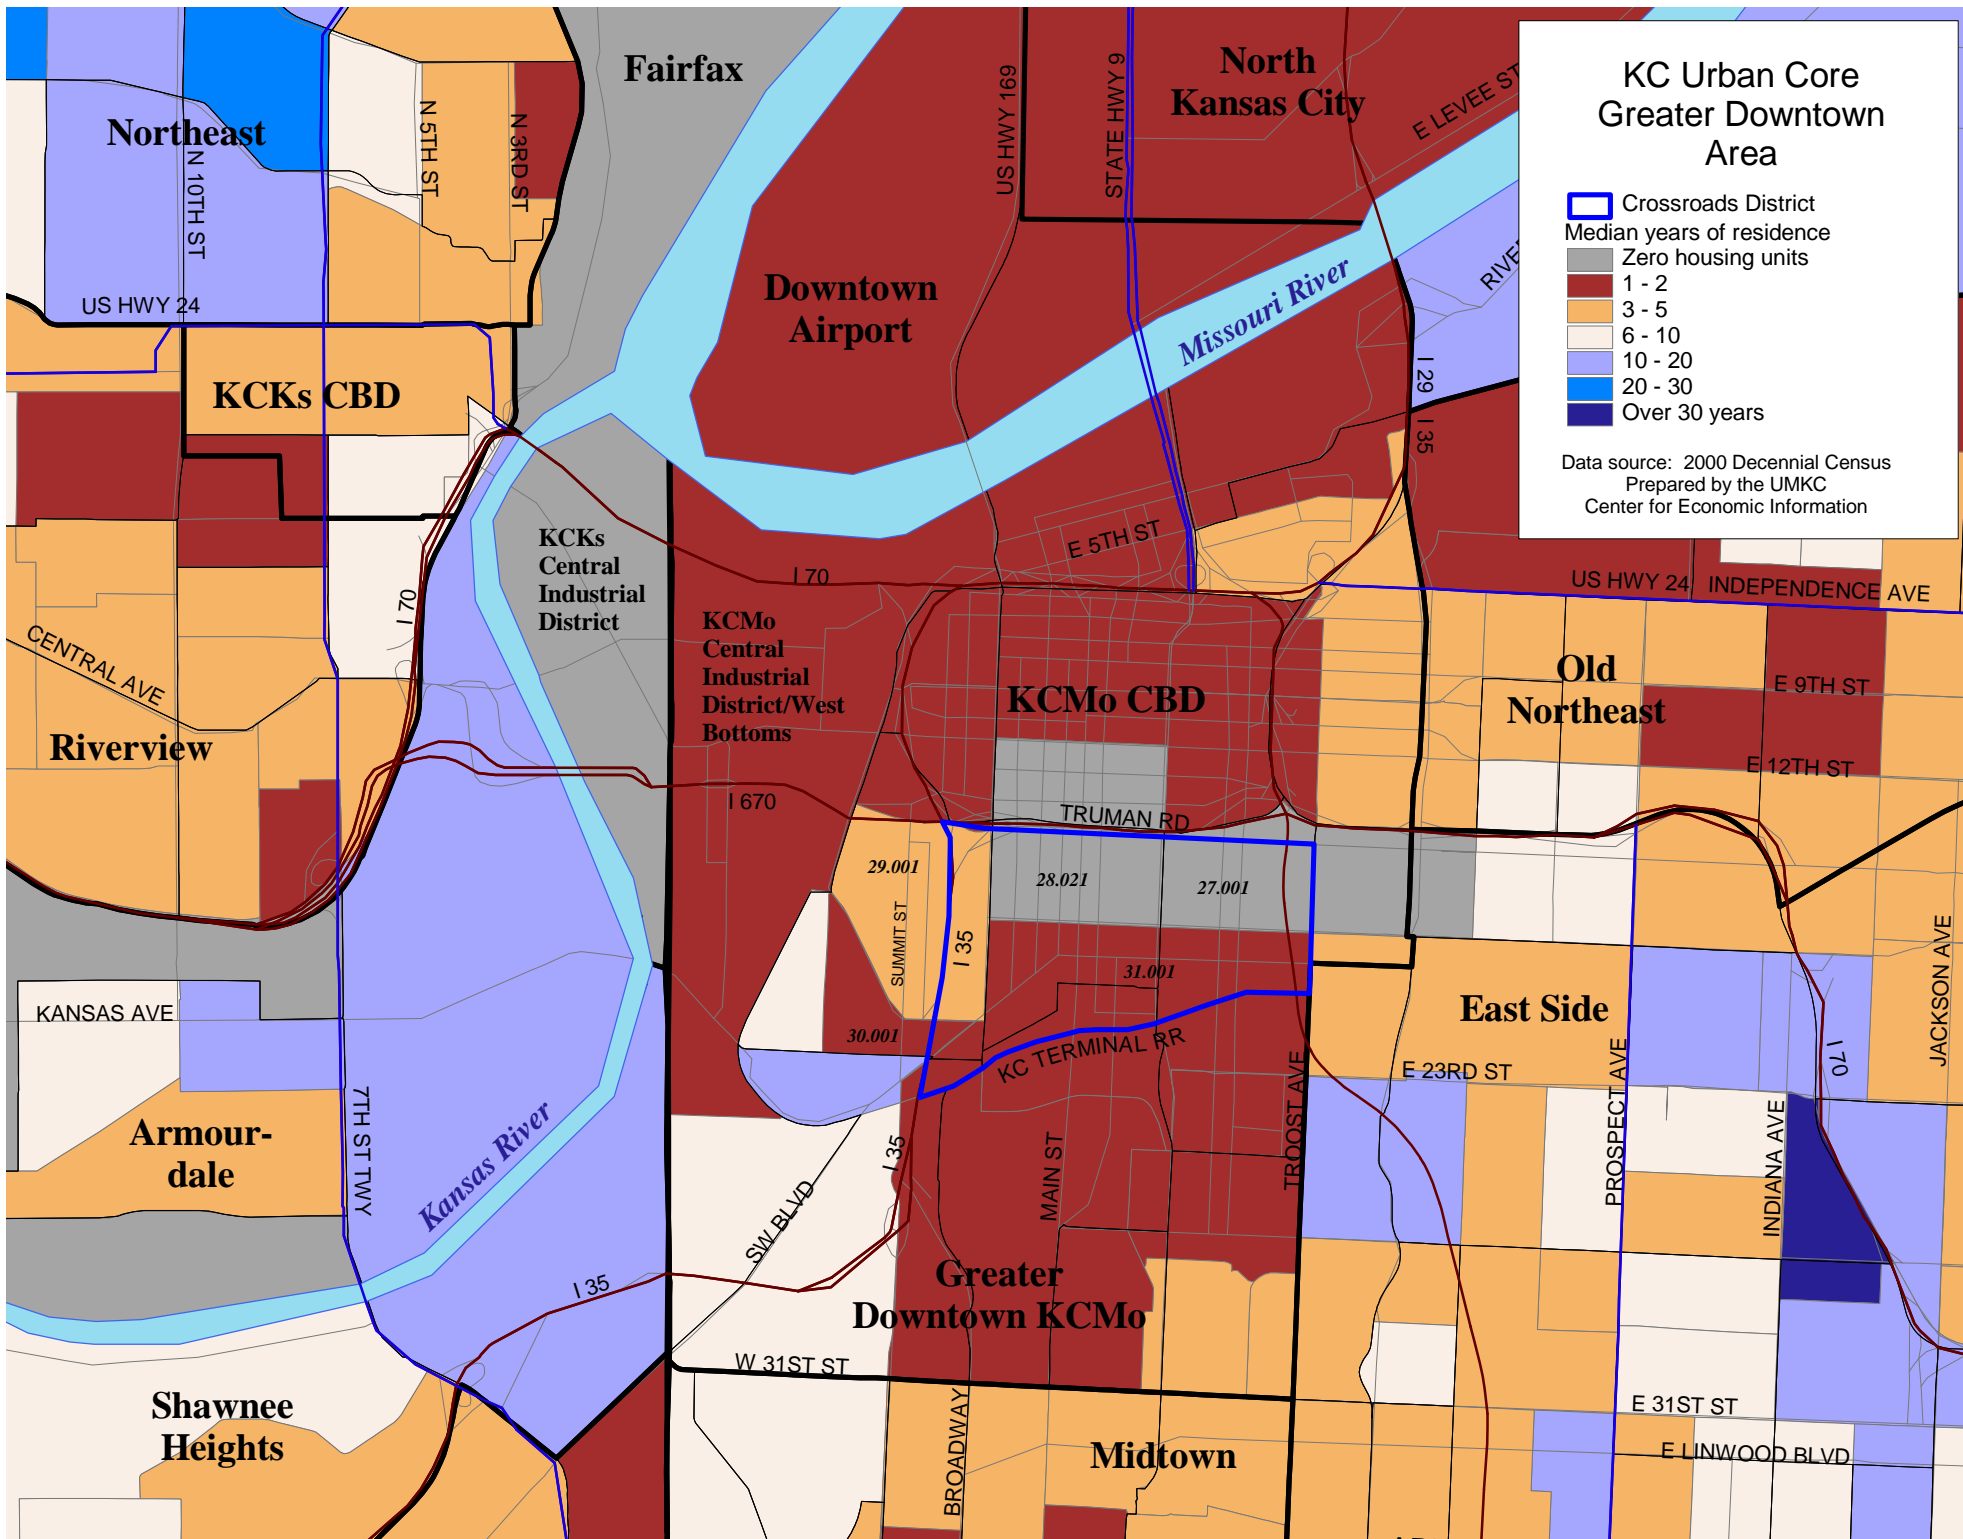 KC Urban Core
Greater Downtown
Area
Crossroads District
Median years of residence
Zero housing units
1 - 2
3 - 5
6 - 10
10 - 20
20 - 30
Over 30 years
Data source:  2000 Decennial Census
Prepared by the UMKC
Center for Economic Information
Fairfax
North
Kansas City
Northeast
N 10TH ST
N 5TH ST
N 3RD ST
US HWY 169
STATE HWY 9
E LEVEE ST
US HWY 24
Downtown
Airport
Missouri River
KCKs CBD
I 29
I 35
KCKs
Central
Industrial
District
E 5TH ST
I 70
I 70
US HWY 24
INDEPENDENCE AVE
KCMo
Central
Industrial
District/West
Bottoms
CENTRAL AVE
KCMo CBD
Old
Northeast
E 9TH ST
Riverview
E 12TH ST
I 670
TRUMAN RD
29.001
28.021
27.001
SUMMIT ST
I 35
31.001
30.001
KC TERMINAL RR
East Side
JACKSON AVE
I 70
KANSAS AVE
E 23RD ST
TROOST AVE
PROSPECT AVE
INDIANA AVE
Armour-
dale
7TH ST TWY
Kansas River
SW BLVD
I 35
MAIN ST
I 35
Greater
Downtown KCMo
W 31ST ST
Shawnee
Heights
BROADWAY
Midtown
E 31ST ST
E LINWOOD BLVD